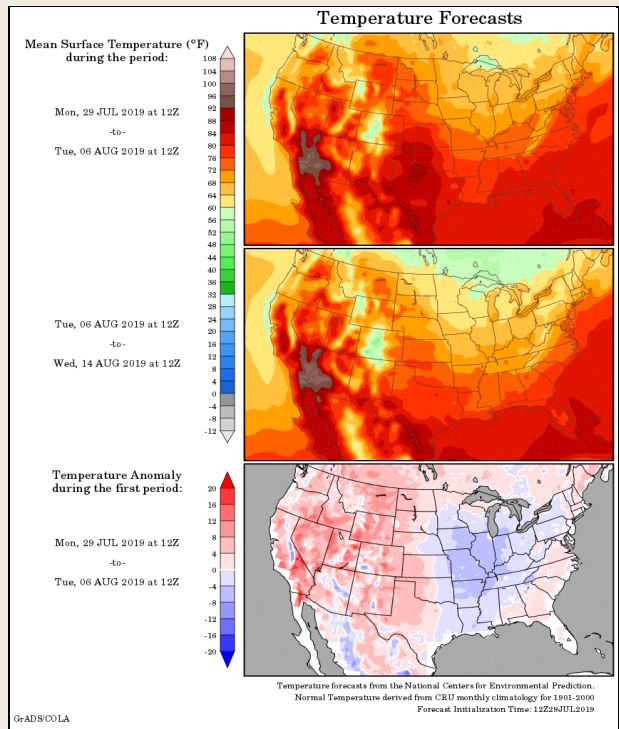 Temperature Forecasts
Mean Surface Temperature (°F)
during the period:
Mon, 29 JUL 2019 at 12Z
-to-
Tue, 06 AUG 2019 at 12Z
108
104
100
96
92
88
84
80
76
72
68
64
60
56
52
48
44
40
36
32
28
24
20
16
12
8
4
0
-4
-8
-12
Tue, 06 AUG 2019 at 12Z
-to-
Wed, 14 AUG 2019 at 12Z
Temperature Anomaly
during the first period:
Mon, 29 JUL 2019 at 12Z
-to-
Tue, 06 AUG 2019 at 12Z
20
16
12
8
4
0
-4
-8
-12
-16
-20
Temperature forecasts from the National Centers for Environmental Prediction.
Normal Temperature derived from CRU monthly climatology for 1901-2000
Forecast Initialization Time: 12Z29JUL2019
GrADS/COLA